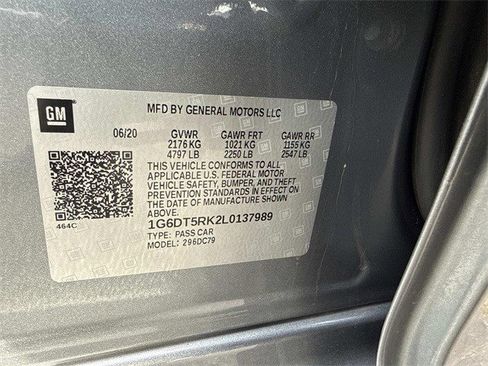 GM
MFD BY GENERAL MOTORS LLC
06/20 GVWR GAWR FRT GAWR RR
2176 KG 1021 KG 1155 KG
4797 LB 2250 LB 2547 LB
THIS VEHICLE CONFORMS TO ALL
APPLICABLE U.S. FEDERAL MOTOR
VEHICLE SAFETY, BUMPER, AND THEFT
PREVENTION STANDARDS IN EFFECT ON
THE DATE OF MANUFACTURE SHOWN
ABOVE.
1G6DT5RK2L0137989
TYPE: PASS CAR
MODEL: 296DC79
464C